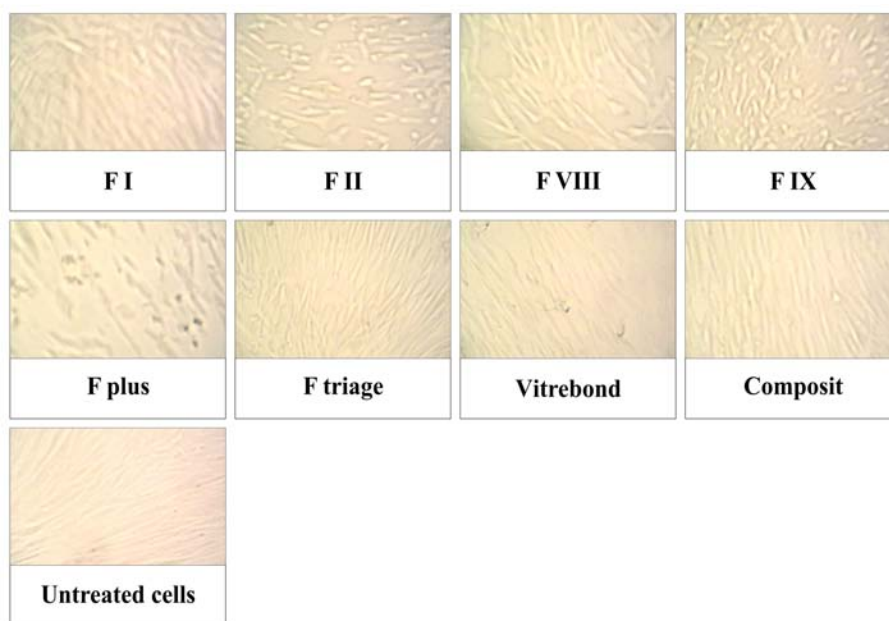 F I
F II
F VIII
F IX
F plus
F triage
Vitrebond
Composit
Untreated cells